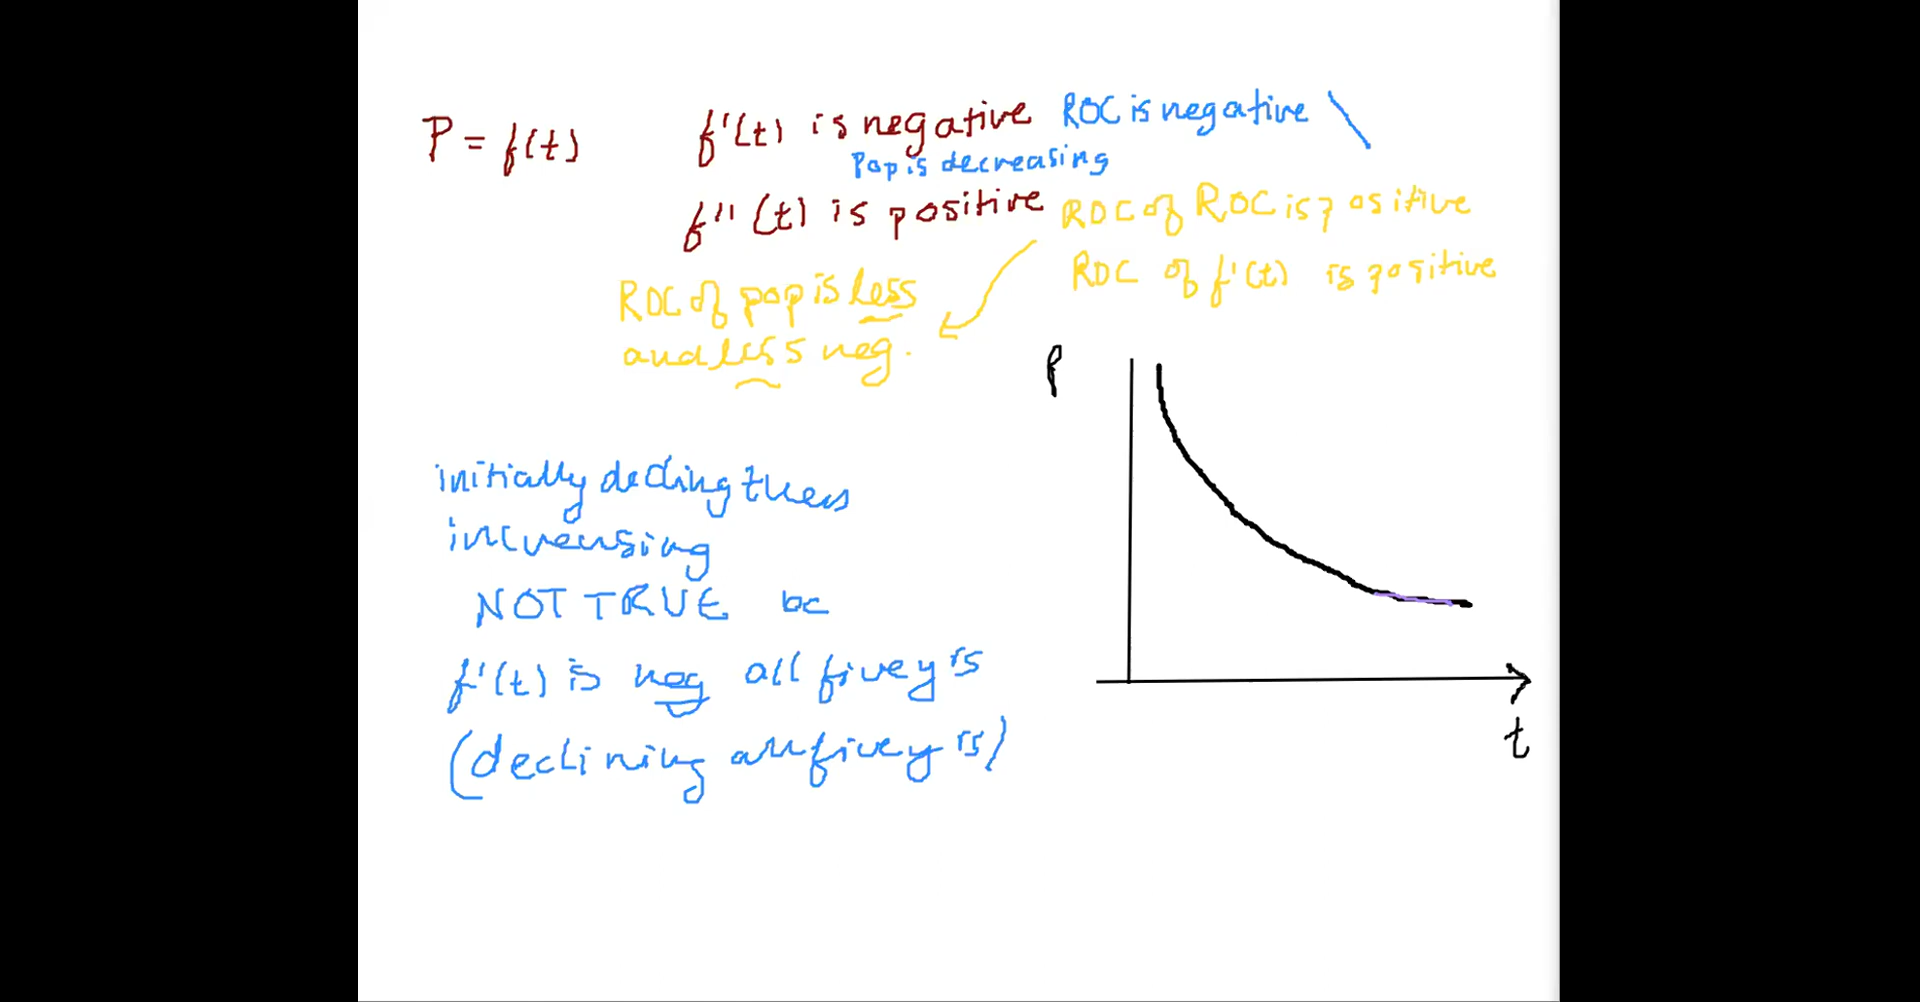 P = f(t)
f'(t) is negative ROC is negative
Pop is decreasing
f''(t) is positive ROC of ROC is positive
ROC of f'(t) is positive
ROC of pop is less
and less neg.
P
initially decling then
increasing
NOT TRUE bc
f'(t) is neg all five yrs
(declining all five yrs)
t